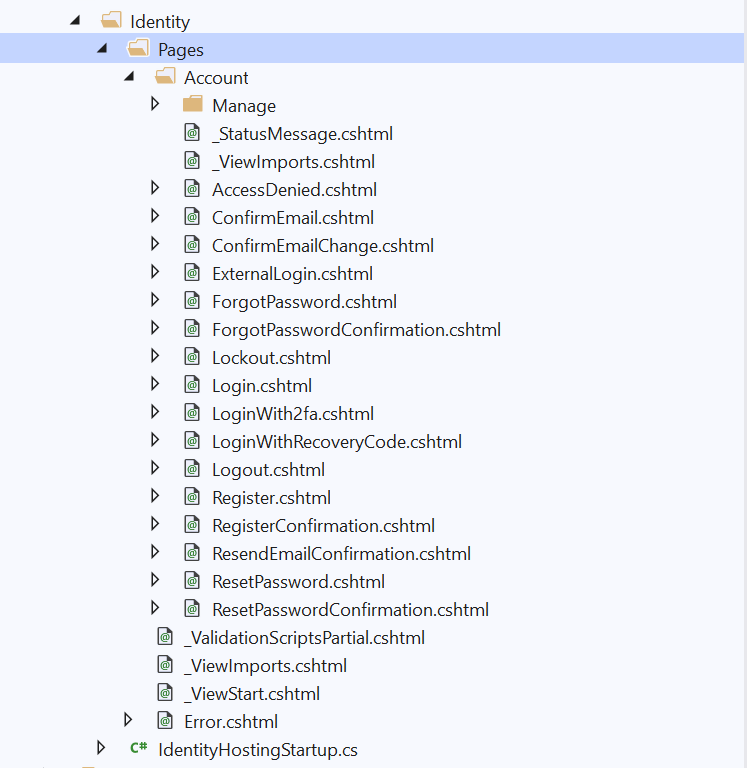 Identity
Pages
Account
Manage
_StatusMessage.cshtml
_ViewImports.cshtml
AccessDenied.cshtml
ConfirmEmail.cshtml
ConfirmEmailChange.cshtml
ExternalLogin.cshtml
ForgotPassword.cshtml
ForgotPasswordConfirmation.cshtml
Lockout.cshtml
Login.cshtml
LoginWith2fa.cshtml
LoginWithRecoveryCode.cshtml
Logout.cshtml
Register.cshtml
RegisterConfirmation.cshtml
ResendEmailConfirmation.cshtml
ResetPassword.cshtml
ResetPasswordConfirmation.cshtml
_ValidationScriptsPartial.cshtml
_ViewImports.cshtml
_ViewStart.cshtml
Error.cshtml
C# IdentityHostingStartup.cs